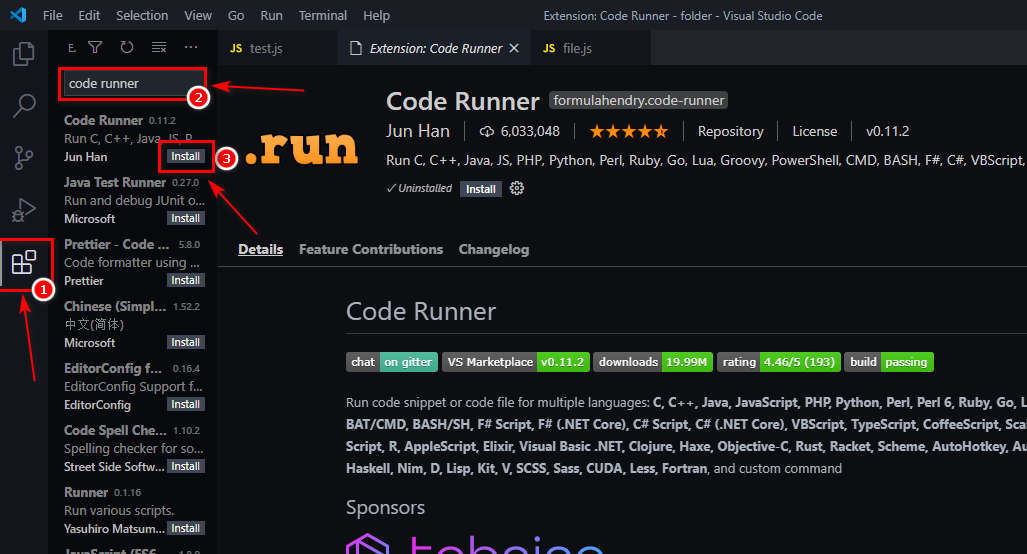 File Edit Selection View Go Run Terminal Help Extension: Code Runner - folder - Visual Studio Code
E. ···
JS test.js
Extension: Code Runner ×
JS file.js
code runner
2
Code Runner 0.11.2
Run C, C++, Java, JS, P
Jun Han Install
3
Java Test Runner 0.27.0
Run and debug JUnit o...
Microsoft Install
Prettier - Code ... 5.8.0
Code formatter using ...
Prettier Install
1
Chinese (Simpl... 1.52.2
中文(简体)
Microsoft Install
EditorConfig f... 0.16.4
EditorConfig Support f...
EditorConfig Install
Code Spell Che... 1.10.2
Spelling checker for so...
Street Side Softw... Install
Runner 0.1.16
Run various scripts.
Yasuhiro Matsum... Install
JavaScript (ES6 1.8.0
.run
Code Runner formulahendry.code-runner
Jun Han 6,033,048 Repository License v0.11.2
Run C, C++, Java, JS, PHP, Python, Perl, Ruby, Go, Lua, Groovy, PowerShell, CMD, BASH, F#, C#, VBScript,
✓Uninstalled Install
Details Feature Contributions Changelog
Code Runner
chat on gitter VS Marketplace v0.11.2 downloads 19.99M rating 4.46/5 (193) build passing
Run code snippet or code file for multiple languages: C, C++, Java, JavaScript, PHP, Python, Perl, Perl 6, Ruby, Go, L
BAT/CMD, BASH/SH, F# Script, F# (.NET Core), C# Script, C# (.NET Core), VBScript, TypeScript, CoffeeScript, Sca
Script, R, AppleScript, Elixir, Visual Basic .NET, Clojure, Haxe, Objective-C, Rust, Racket, Scheme, AutoHotkey, Au
Haskell, Nim, D, Lisp, Kit, V, SCSS, Sass, CUDA, Less, Fortran, and custom command
Sponsors